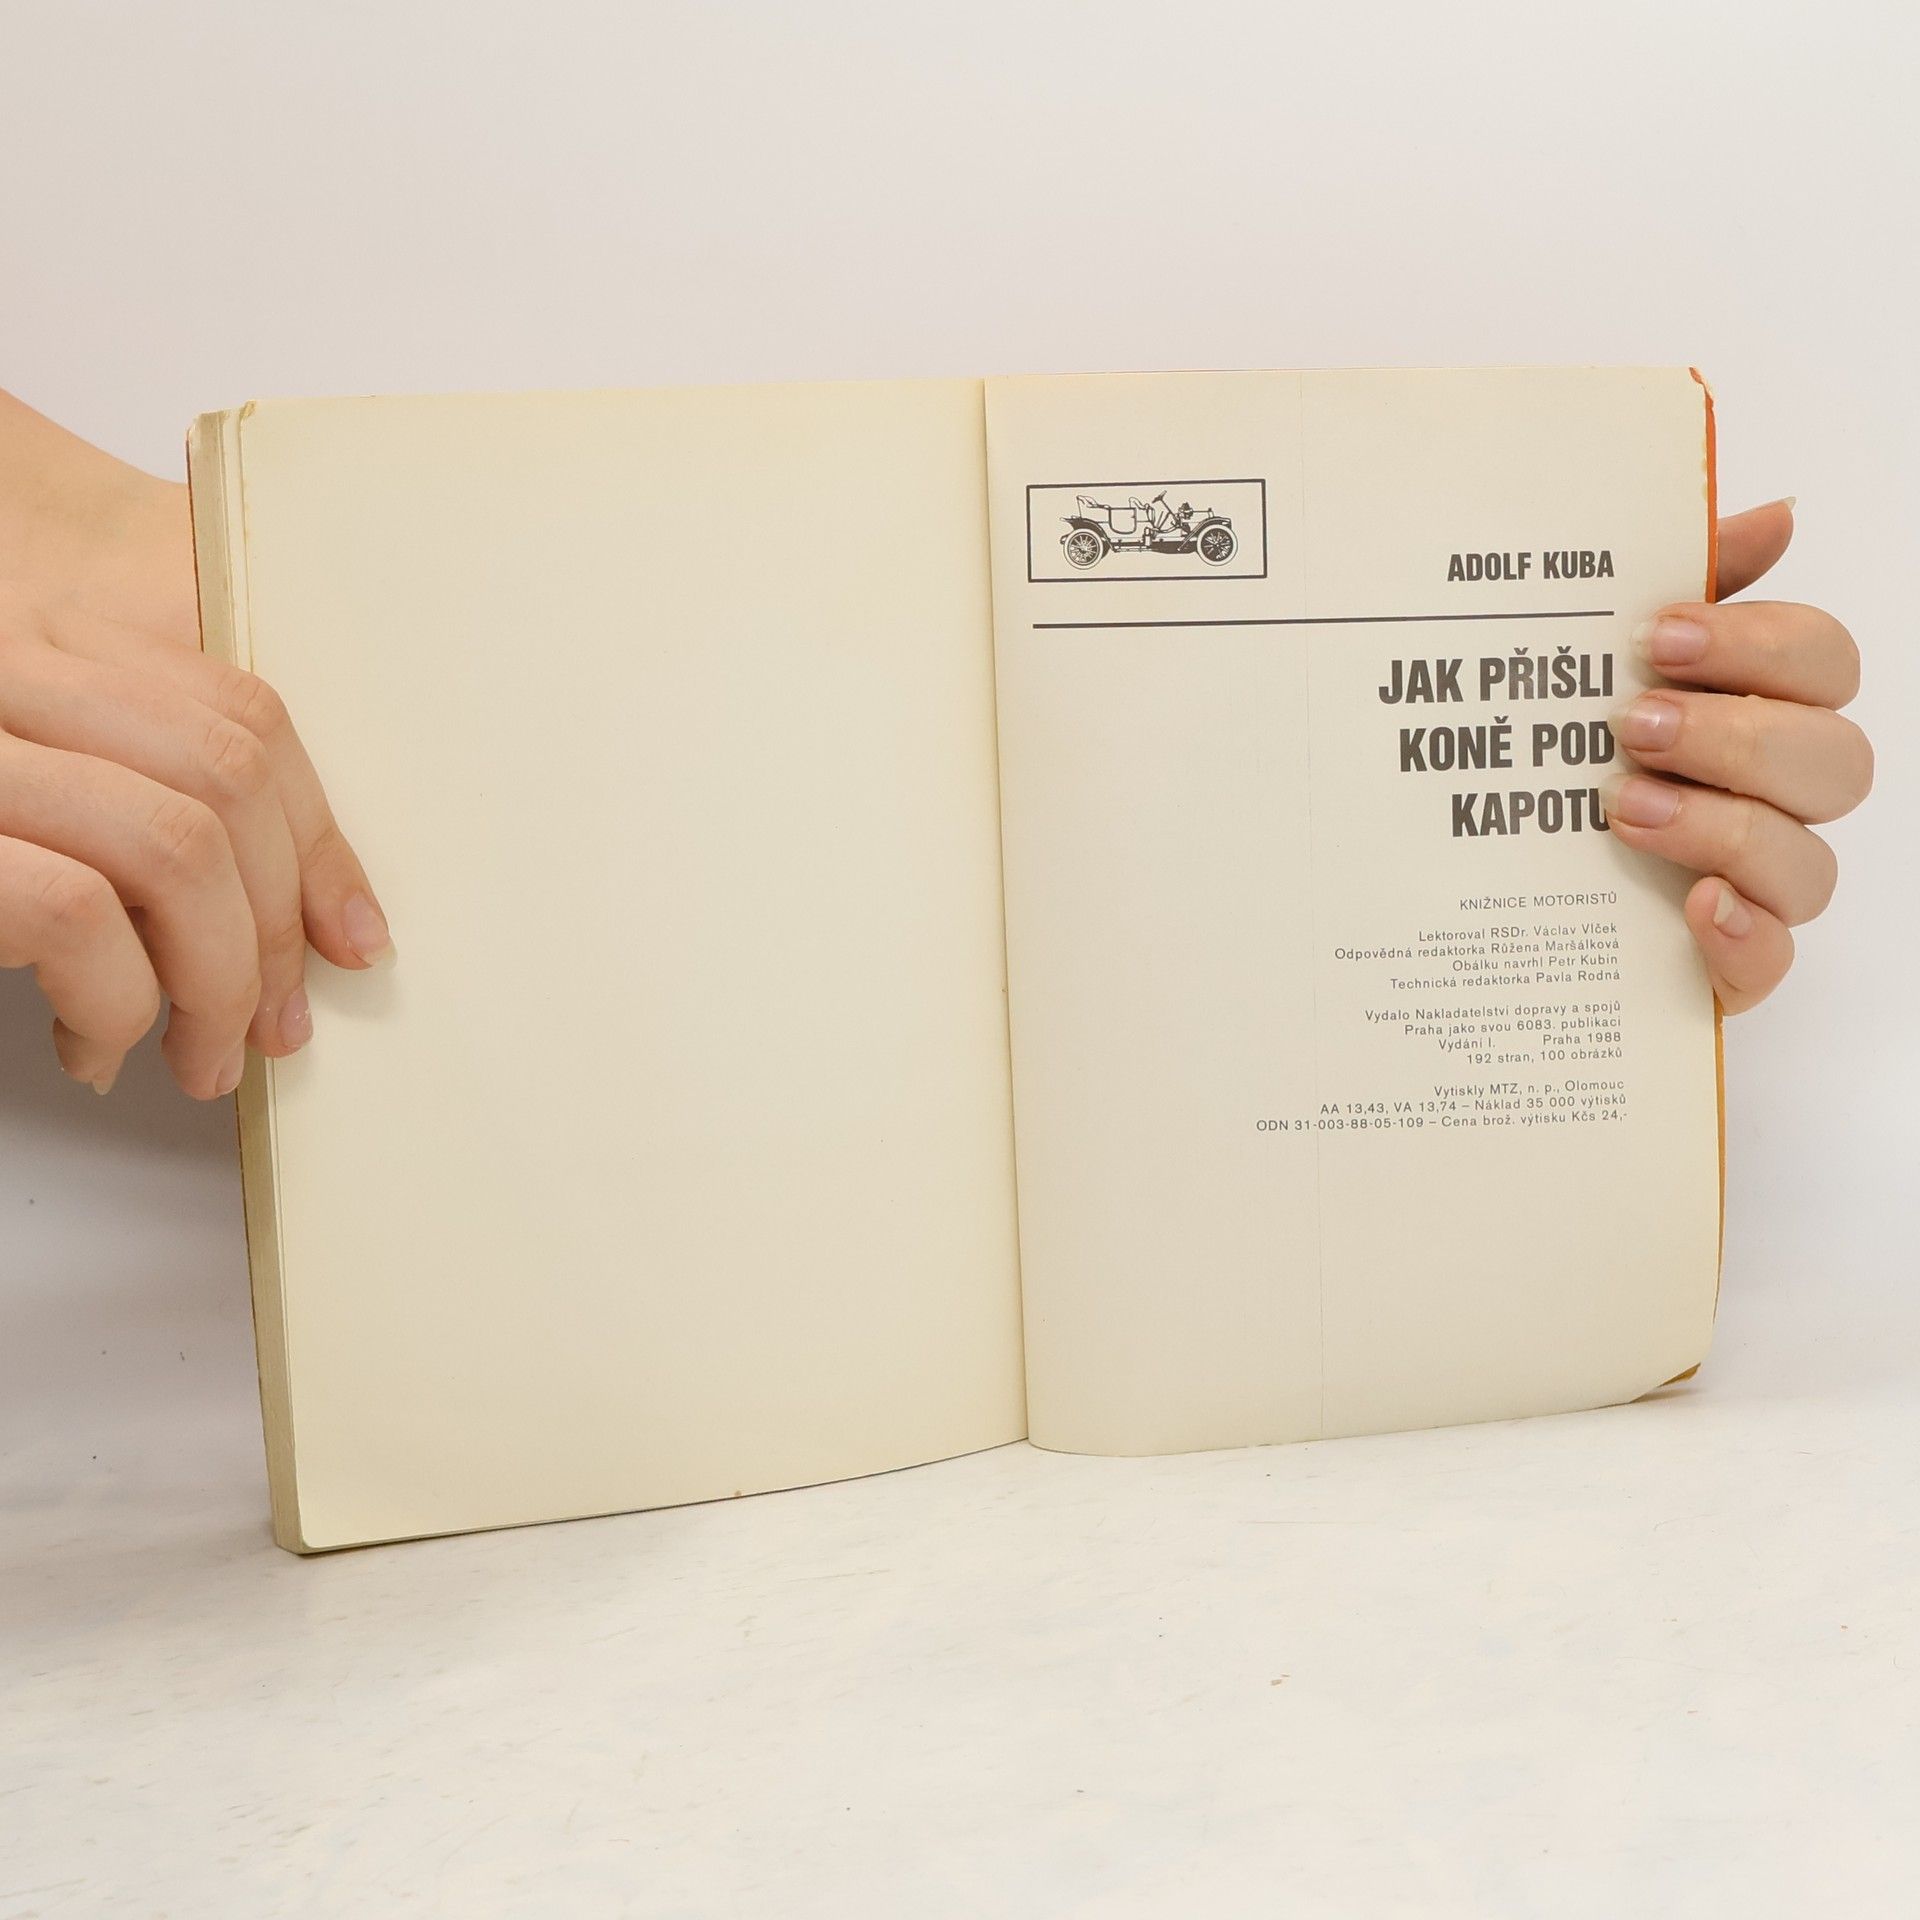 ADOLF KUBA
JAK PŘIŠLI
KONĚ POD
KAPOTU
KNIŽNICE MOTORISTŮ
Lektoroval RSDr. Václav Vlček
Odpovědná redaktorka Růžena Maršálková
Obálku navrhl Petr Kubin
Technická redaktorka Pavla Rodná
Vydalo Nakladatelství dopravy a spojů
Praha jako svou 6083. publikaci
Vydání I. Praha 1988
192 stran, 100 obrázků
Vytiskly MTZ, n. p., Olomouc
AA 13,43, VA 13,74 – Náklad 35 000 výtisků
ODN 31-003-88-05-109 – Cena brož. výtisku Kčs 24,-